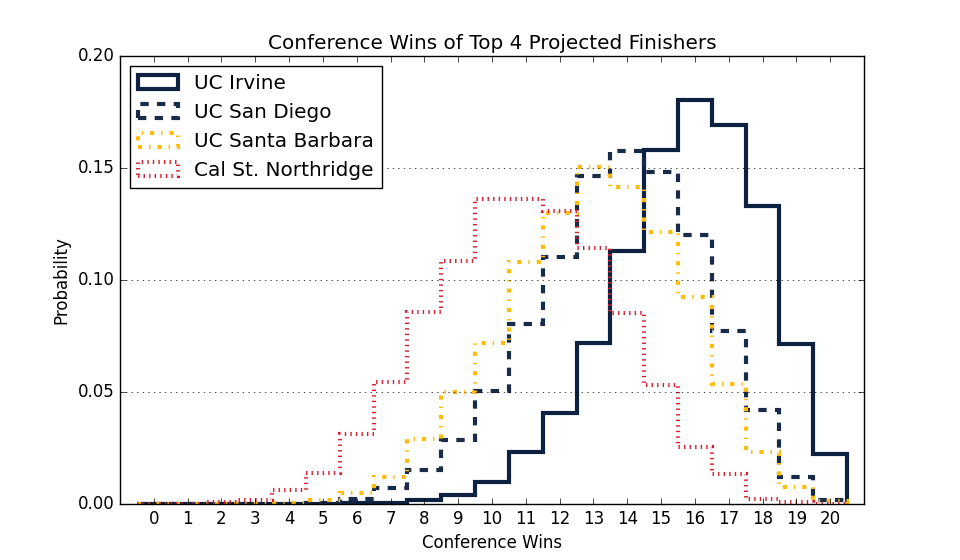 Conference Wins of Top 4 Projected Finishers
UC Irvine
UC San Diego
UC Santa Barbara
Cal St. Northridge
0.20
0.15
0.10
0.05
0.00
Probability
0 1 2 3 4 5 6 7 8 9 10 11 12 13 14 15 16 17 18 19 20
Conference Wins